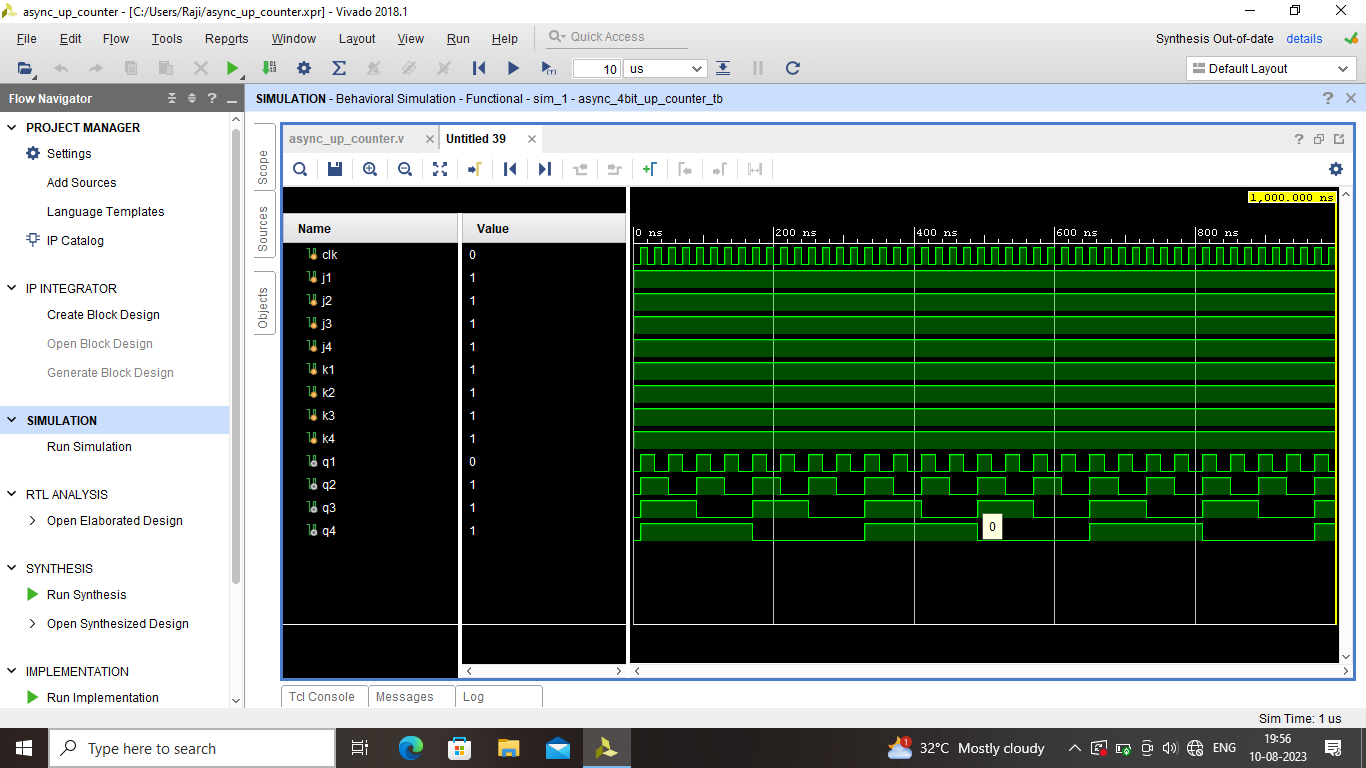 async_up_counter - [C:/Users/Raji/async_up_counter.xpr] - Vivado 2018.1
File Edit Flow Tools Reports Window Layout View Run Help Quick Access
Synthesis Out-of-date details
10 us
Default Layout
Flow Navigator
PROJECT MANAGER
Settings
Add Sources
Language Templates
IP Catalog
IP INTEGRATOR
Create Block Design
Open Block Design
Generate Block Design
SIMULATION
Run Simulation
RTL ANALYSIS
Open Elaborated Design
SYNTHESIS
Run Synthesis
Open Synthesized Design
IMPLEMENTATION
Run Implementation
SIMULATION - Behavioral Simulation - Functional - sim_1 - async_4bit_up_counter_tb
Scope
Sources
Objects
async_up_counter.v Untitled 39
1,000.000 ns
Name Value
0 ns 200 ns 400 ns 600 ns 800 ns
clk 0
j1 1
j2 1
j3 1
j4 1
k1 1
k2 1
k3 1
k4 1
q1 0
q2 1
q3 1
q4 1
0
Tcl Console Messages Log
Sim Time: 1 us
Type here to search
1
32°C Mostly cloudy
ENG
19:56
10-08-2023